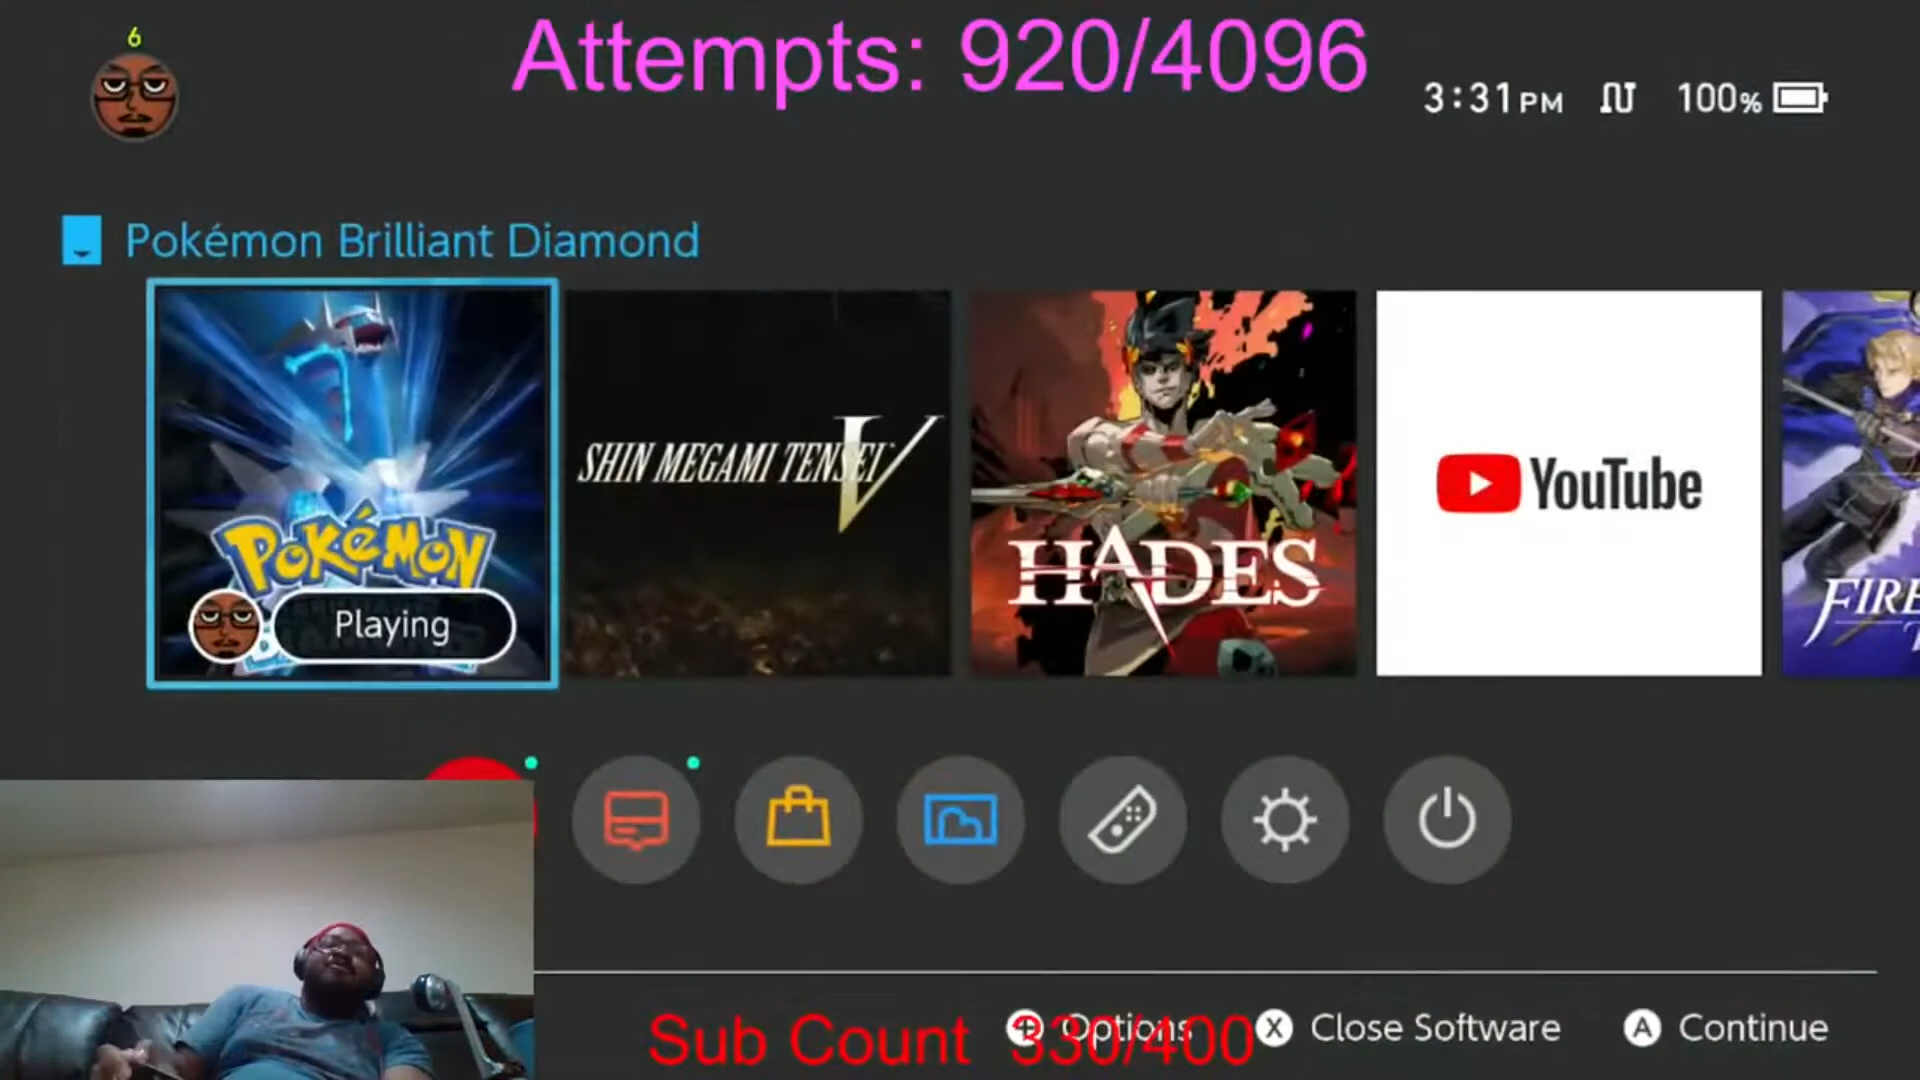 6
Attempts: 920/4096
3:31 PM
100%
Pokémon Brilliant Diamond
POKéMON
Playing
SHIN MEGAMI TENSEI V
HADES
YouTube
FIRE
Sub Count 330/400
Options
X Close Software
A Continue